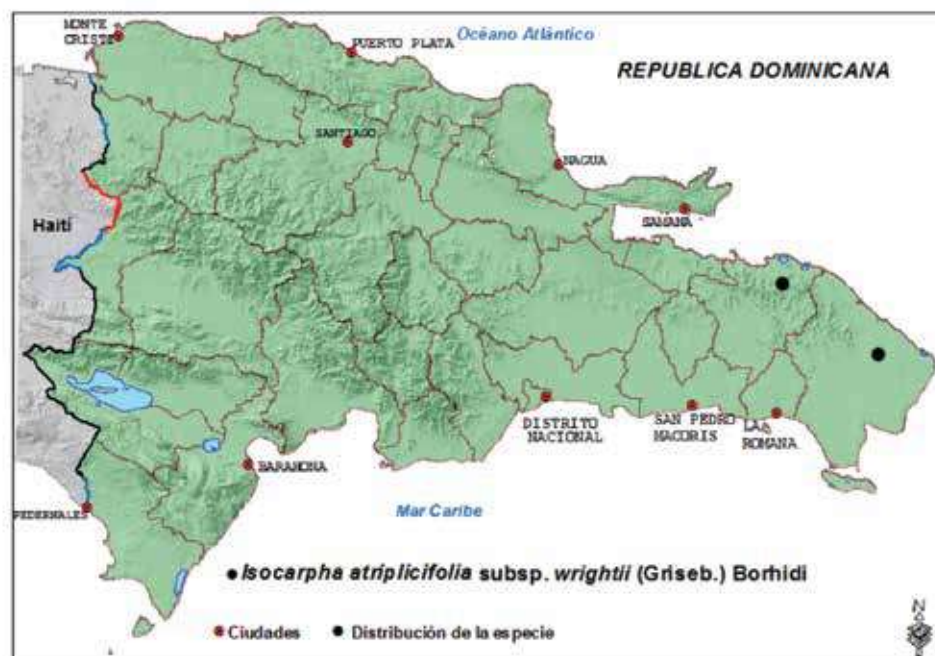 MONTE
CRISTI
Océano Atlántico
PUERTO PLATA
REPUBLICA DOMINICANA
SANTIAGO
NAGUA
SAMANA
Haití
DISTRITO
NACIONAL
SAN PEDRO
MACORIS
LA
ROMANA
BARAHONA
PEDERNALES
Mar Caribe
Isocarpha atriplicifolia subsp. wrightii (Griseb.) Borhidi
Ciudades
Distribución de la especie
N